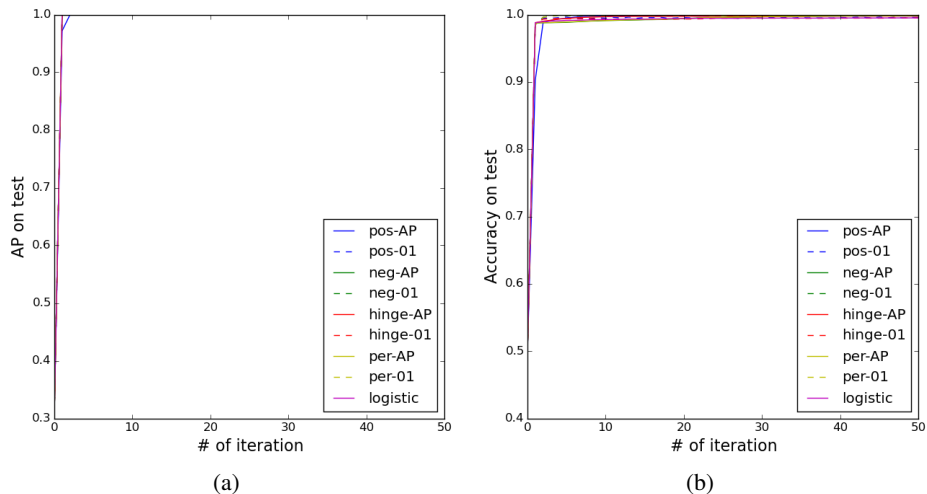 1.0
0.9
0.8
0.7
0.6
0.5
0.4
0.3
AP on test
0 10 20 30 40 50
# of iteration
pos-AP
pos-01
neg-AP
neg-01
hinge-AP
hinge-01
per-AP
per-01
logistic
(a)
1.0
0.9
0.8
0.7
0.6
0.5
0.4
Accuracy on test
0 10 20 30 40 50
# of iteration
pos-AP
pos-01
neg-AP
neg-01
hinge-AP
hinge-01
per-AP
per-01
logistic
(b)